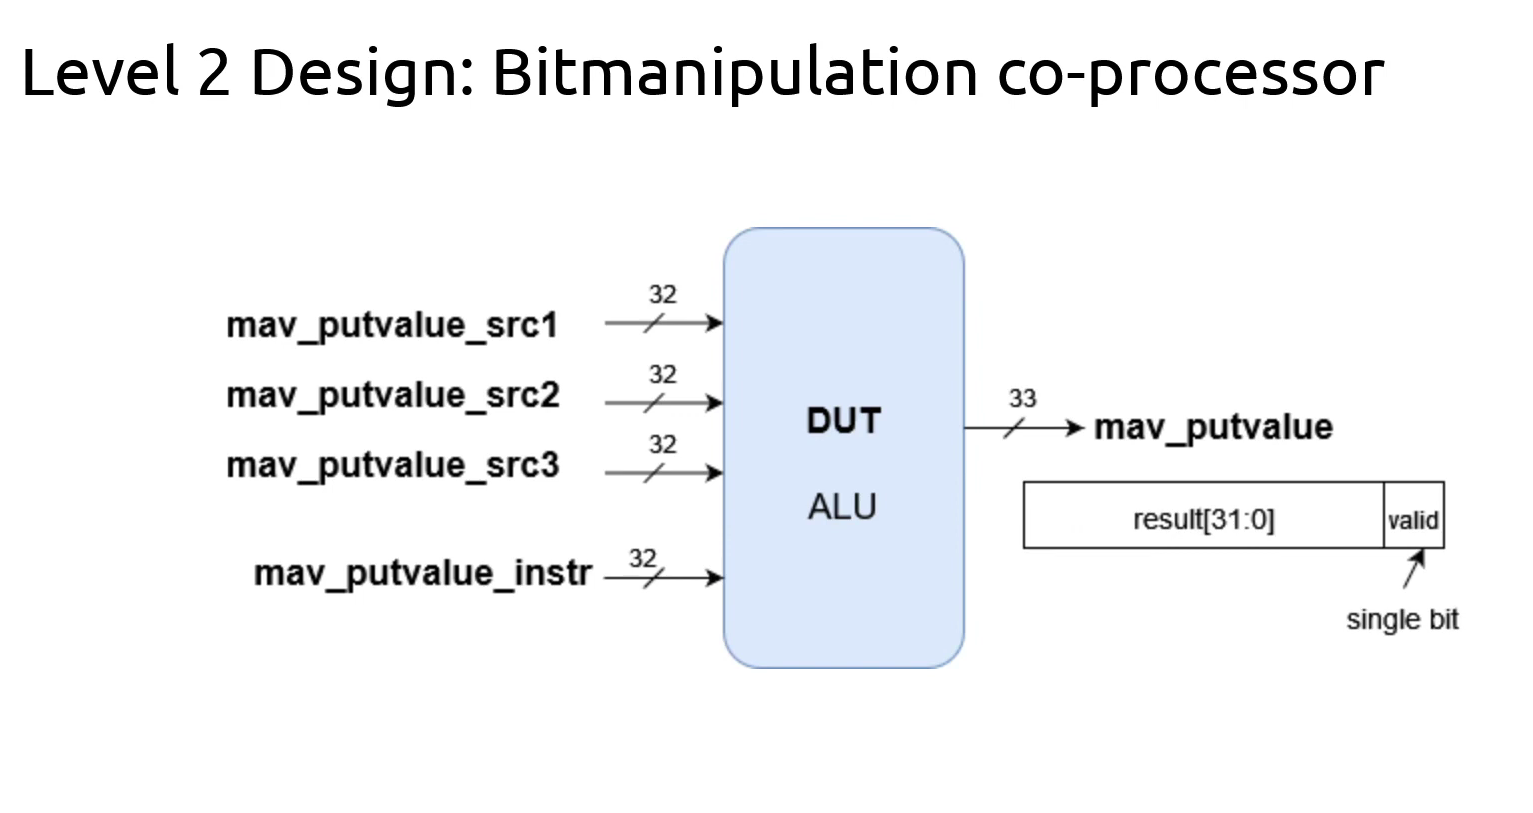 Level 2 Design: Bitmanipulation co-processor
mav_putvalue_src1
32
mav_putvalue_src2
32
mav_putvalue_src3
32
mav_putvalue_instr
32
DUT
ALU
33
mav_putvalue
result[31:0]
valid
single bit